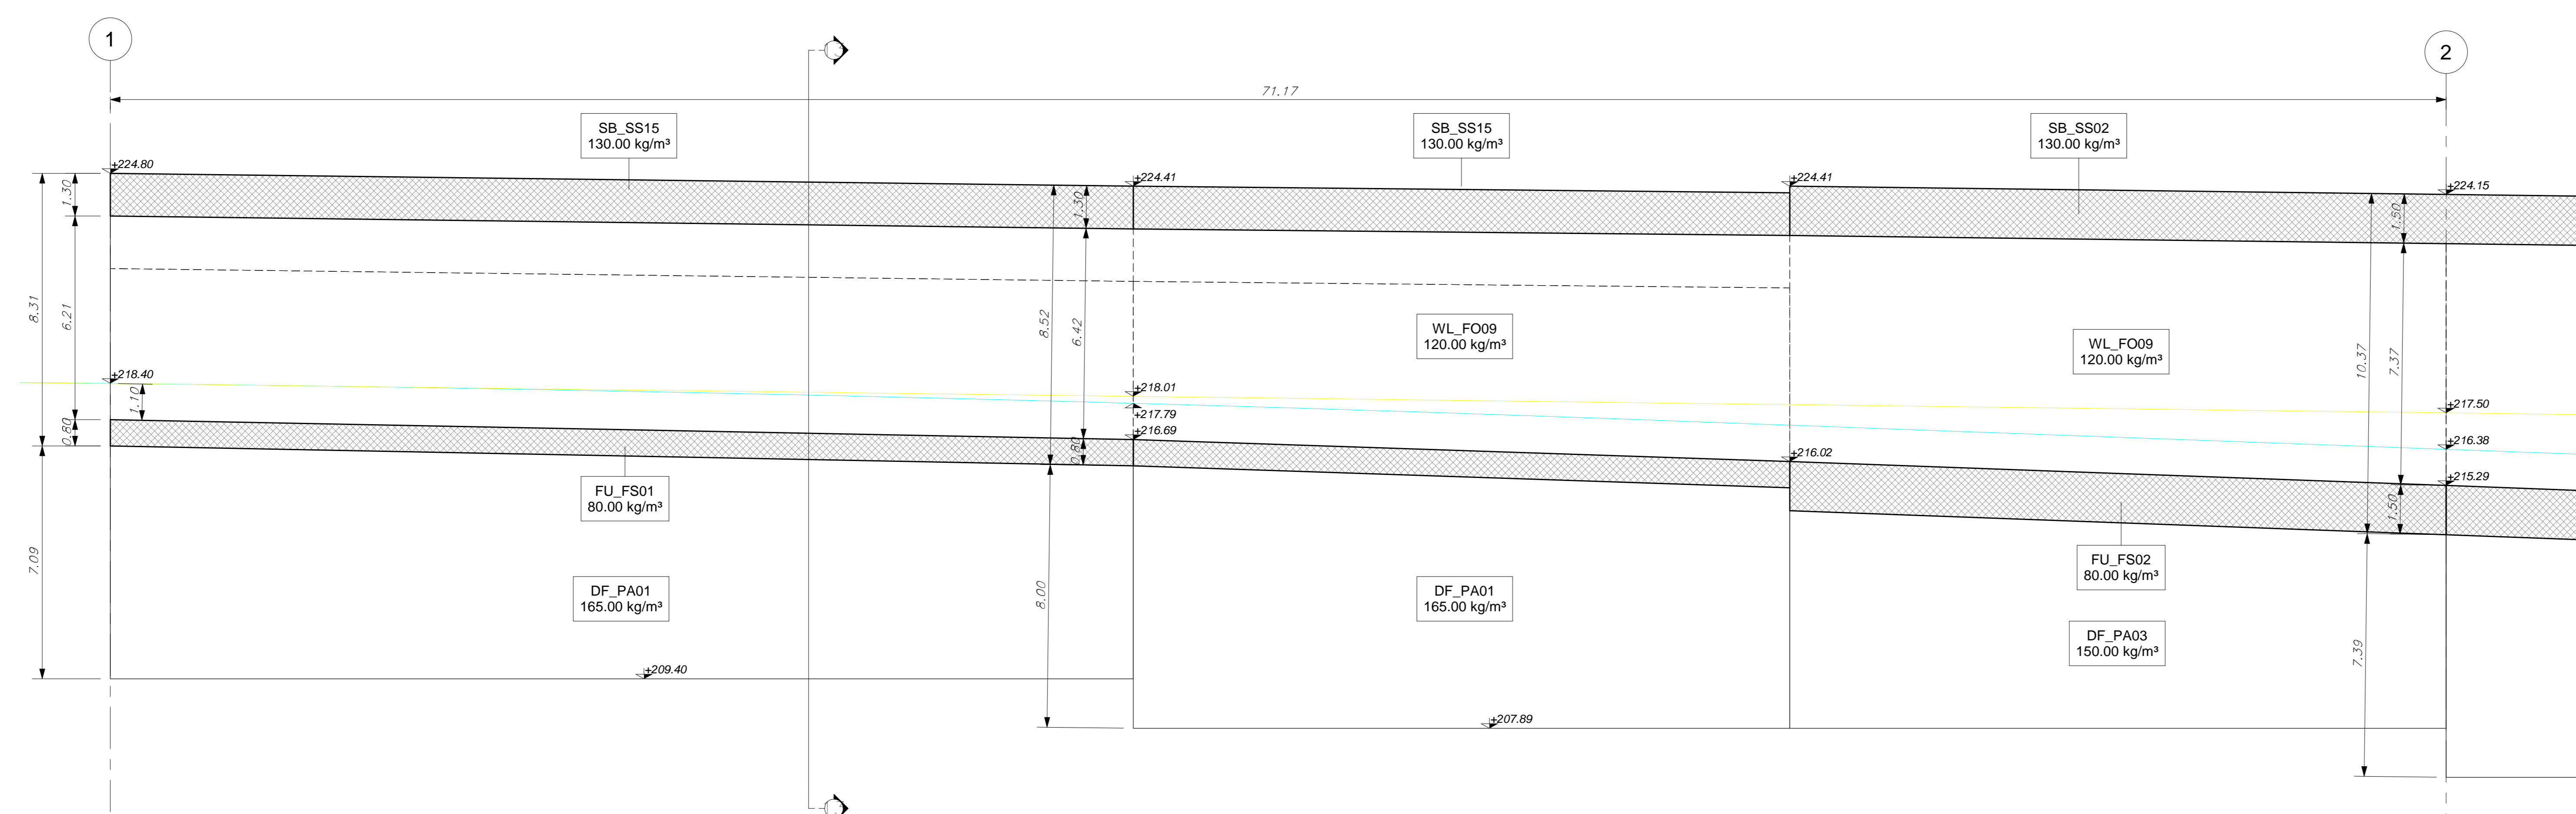 1
2
71.17
SB_SS15
130.00 kg/m³
SB_SS15
130.00 kg/m³
SB_SS02
130.00 kg/m³
+224.80
+224.41
+224.41
+224.15
1.30
1.30
1.50
8.31
6.21
8.52
6.42
10.37
7.37
WL_FO09
120.00 kg/m³
WL_FO09
120.00 kg/m³
+218.40
1.10
+218.01
+217.79
+216.69
+217.50
+216.38
+216.02
+215.29
0.80
0.80
1.50
FU_FS01
80.00 kg/m³
FU_FS02
80.00 kg/m³
7.09
8.00
7.39
DF_PA01
165.00 kg/m³
DF_PA01
165.00 kg/m³
DF_PA03
150.00 kg/m³
+209.40
+207.89